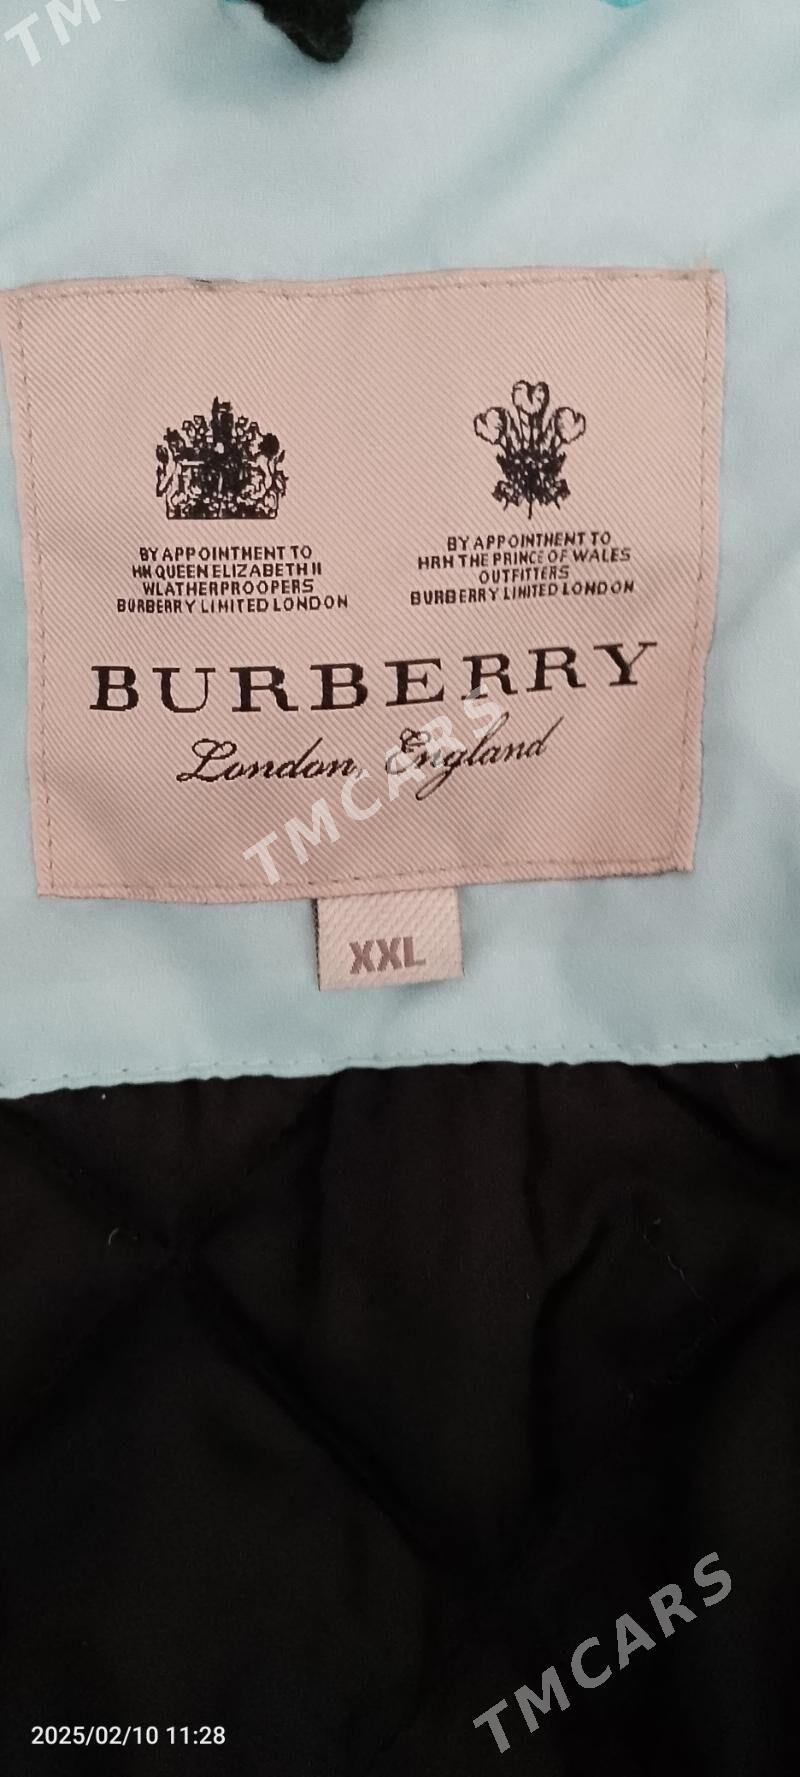 TMCARS
BY APPOINTMENT TO
HM QUEEN ELIZABETH II
WLATHERPROOPERS
BURBERRY LIMITED LONDON
BY APPOINTMENT TO
HRH THE PRINCE OF WALES
OUTFITTERS
BURBERRY LIMITED LONDON
BURBERRY
London, England
TMCARS
XXL
TMCARS
2025/02/10 11:28